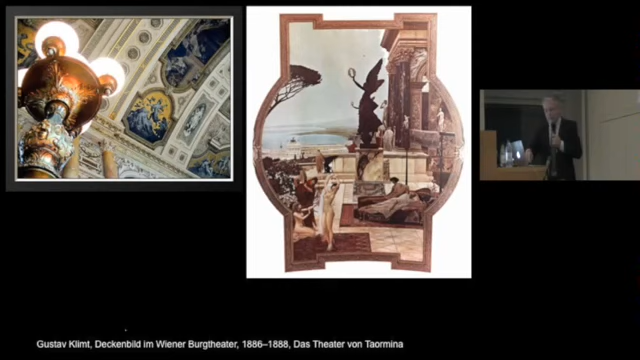 Gustav Klimt, Deckenbild im Wiener Burgtheater, 1886–1888, Das Theater von Taormina